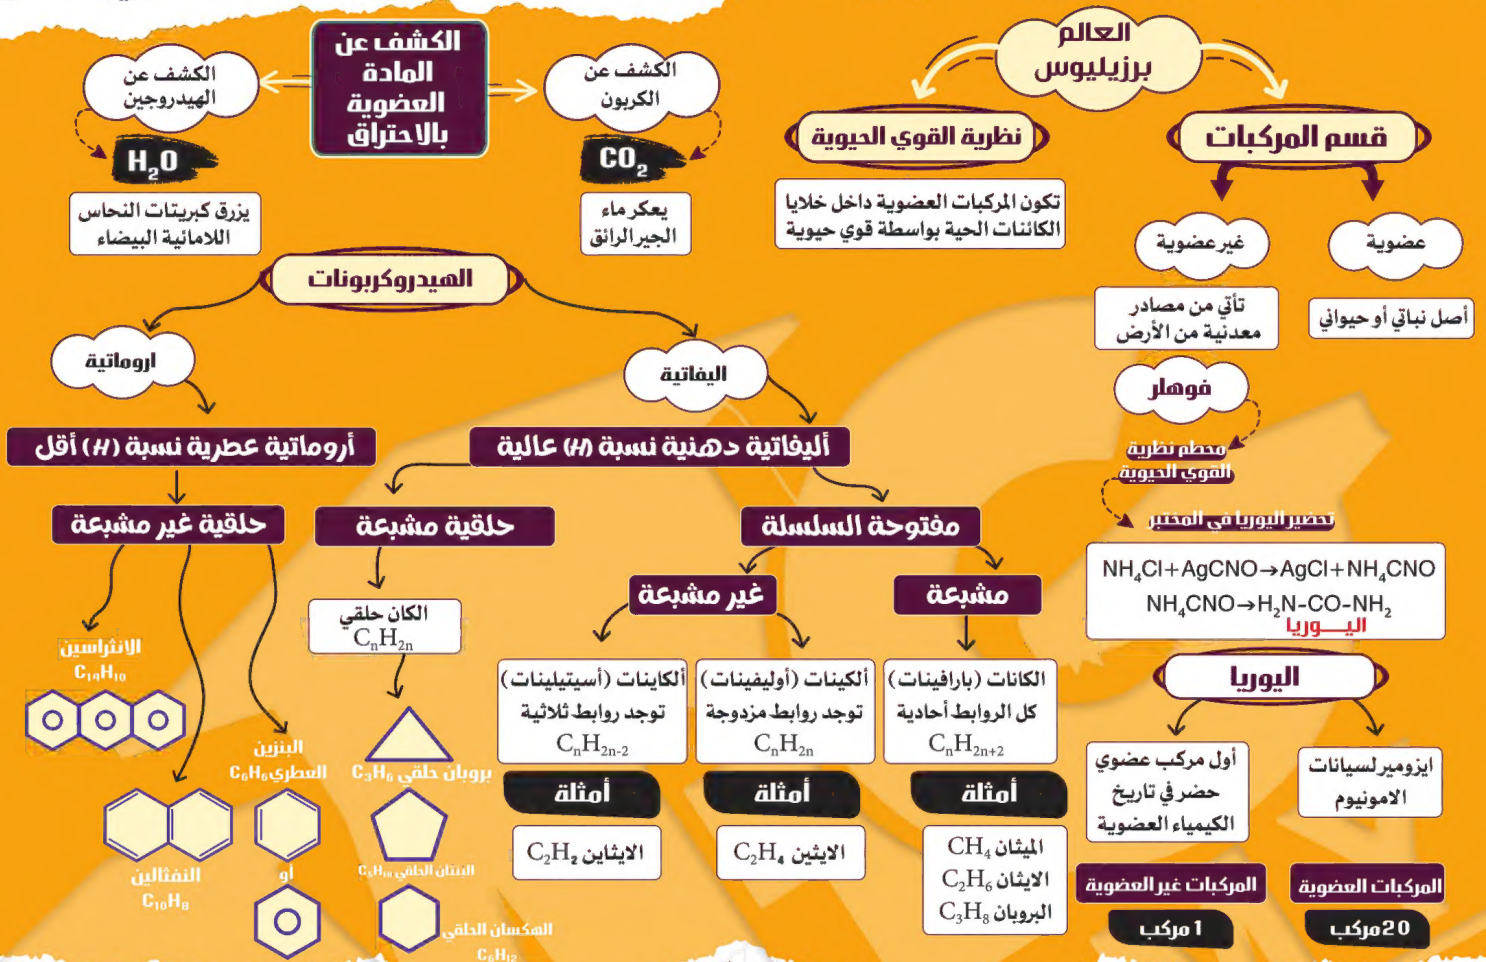 العالم
برزيليوس
قسم المركبات
نظرية القوي الحيوية
تكون المركبات العضوية داخل خلايا
الكائنات الحية بواسطة قوي حيوية
عضوية
غير عضوية
أصل نباتي أو حيواني
تأتي من مصادر
معدنية من الأرض
فوهلر
محطم نظرية
القوي الحيوية
تحضير اليوريا في المختبر
NH₄Cl+AgCNO→AgCl+NH₄CNO
NH₄CNO→H₂N-CO-NH₂
اليـــوريا
اليوريا
ايزومير لسيانات
الامونيوم
أول مركب عضوي
حضر في تاريخ
الكيمياء العضوية
المركبات العضوية
20 مركب
المركبات غير العضوية
1 مركب
الكشف عن
المادة
العضوية
بالاحتراق
الكشف عن
الكربون
CO₂
يعكر ماء
الجير الرائق
الكشف عن
الهيدروجين
H₂O
يزرق كبريتات النحاس
اللامائية البيضاء
الهيدروكربونات
اليفاتية
اروماتية
أليفاتية دهنية نسبة (H) عالية
أروماتية عطرية نسبة (H) أقل
مفتوحة السلسلة
حلقية مشبعة
حلقية غير مشبعة
مشبعة
غير مشبعة
الكانات (بارافينات)
كل الروابط أحادية
CₙH₂ₙ₊₂
أمثلة
الميثان CH₄
الايثان C₂H₆
البروبان C₃H₈
ألكينات (أوليفينات)
توجد روابط مزدوجة
CₙH₂ₙ
أمثلة
الايثين C₂H₄
ألكاينات (أسيتيلينات)
توجد روابط ثلاثية
CₙH₂ₙ₋₂
أمثلة
الايثاين C₂H₂
الكان حلقي
CₙH₂ₙ
بروبان حلقي C₃H₆
البنتان الحلقي C₅H₁₀
الهكسان الحلقي
C₆H₁₂
البنزين
العطري C₆H₆
أو
الانثراسين
C₁₄H₁₀
النفثالين
C₁₀H₈